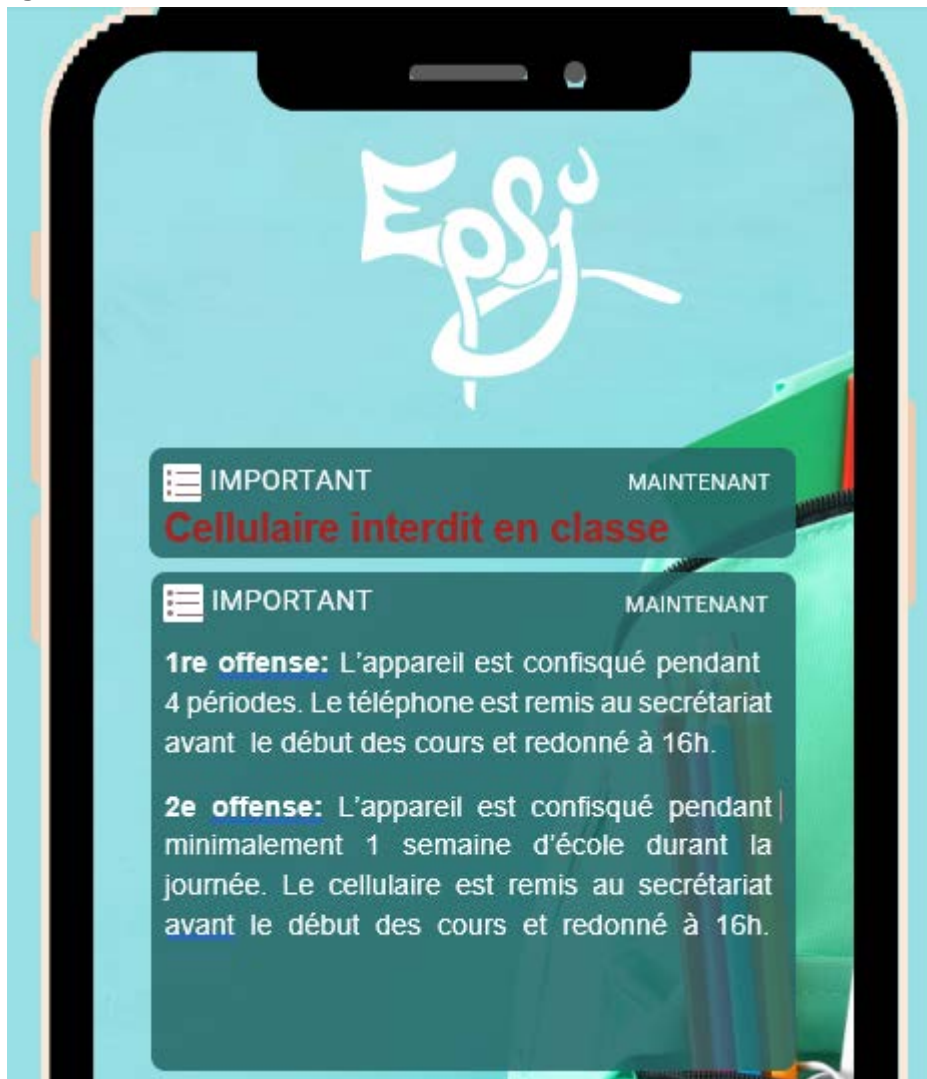 EPSJ
IMPORTANT MAINTENANT
Cellulaire interdit en classe
IMPORTANT MAINTENANT
1re offense: L'appareil est confisqué pendant
4 périodes. Le téléphone est remis au secrétariat
avant le début des cours et redonné à 16h.
2e offense: L'appareil est confisqué pendant
minimalement 1 semaine d'école durant la
journée. Le cellulaire est remis au secrétariat
avant le début des cours et redonné à 16h.